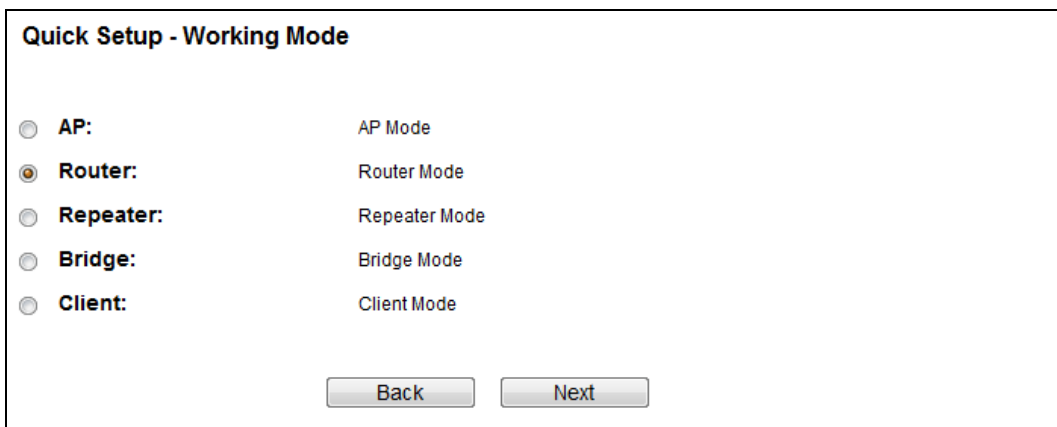 Quick Setup - Working Mode
AP: AP Mode
Router: Router Mode
Repeater: Repeater Mode
Bridge: Bridge Mode
Client: Client Mode
Back Next